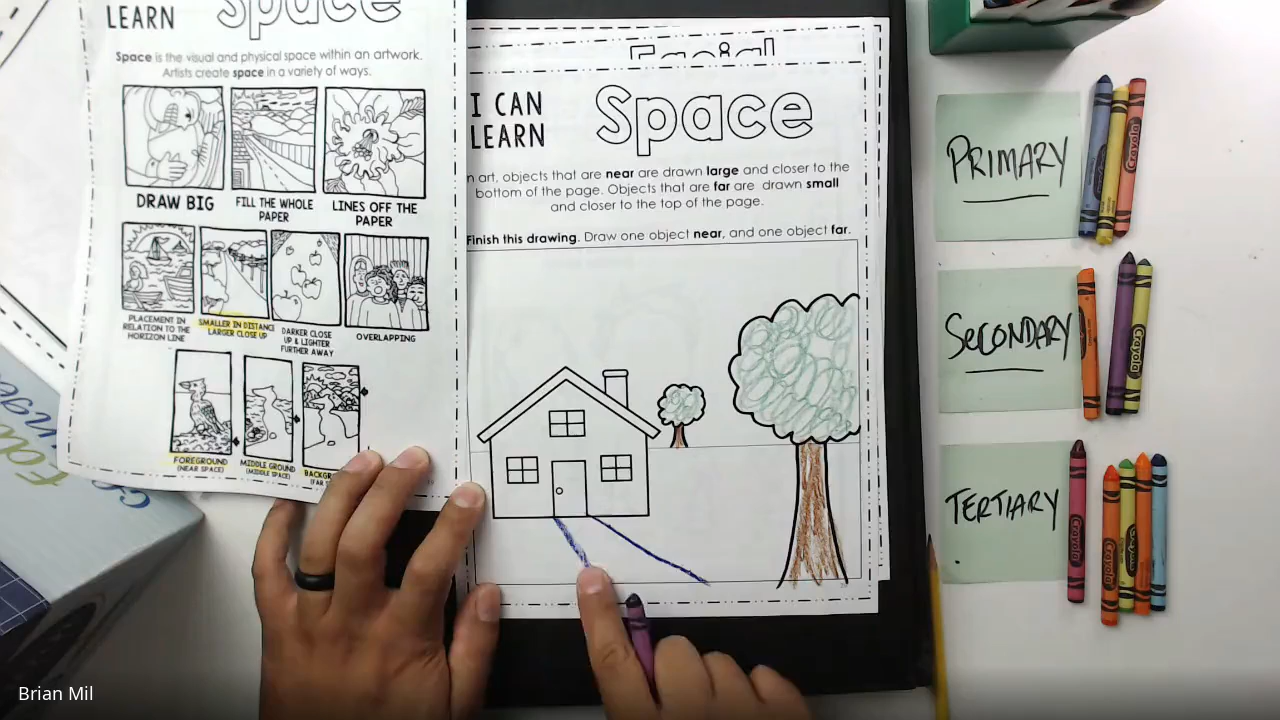 LEARN
Space
Space is the visual and physical space within an artwork.
Artists create space in a variety of ways.
DRAW BIG
FILL THE WHOLE
PAPER
LINES OFF THE
PAPER
PLACEMENT IN
RELATION TO THE
HORIZON LINE
SMALLER IN DISTANCE
LARGER CLOSE UP
DARKER CLOSE
UP & LIGHTER
FURTHER AWAY
OVERLAPPING
FOREGROUND
(NEAR SPACE)
MIDDLE GROUND
(MIDDLE SPACE)
Facial
I CAN
LEARN
Space
n art, objects that are near are drawn large and closer to the
bottom of the page. Objects that are far are drawn small
and closer to the top of the page.
Finish this drawing. Draw one object near, and one object far.
PRIMARY
SECONDARY
TERTIARY
Crayola
Crayola
Crayola
Crayola
Crayola
Brian Mil